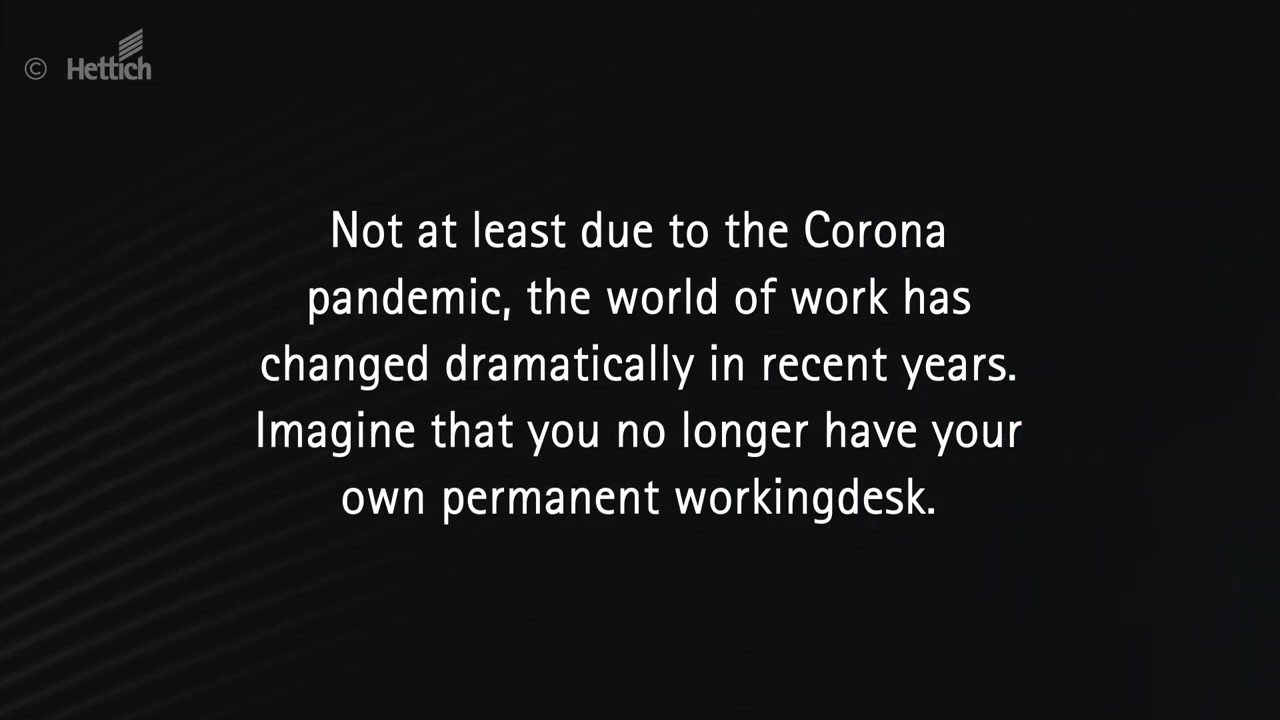 © Hettich
Not at least due to the Corona
pandemic, the world of work has
changed dramatically in recent years.
Imagine that you no longer have your
own permanent workingdesk.